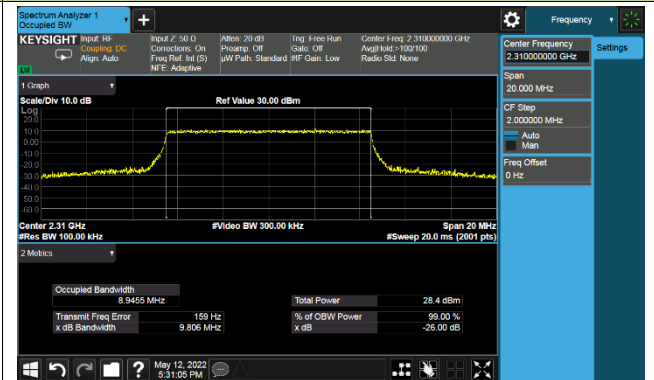 Spectrum Analyzer 1
Occupied BW
+
Frequency
KEYSIGHT
Input: RF
Coupling: DC
Align: Auto
Input Z: 50 Ω
Corrections: On
Freq Ref: Int (S)
NFE: Adaptive
Atten: 20 dB
Preamp: Off
µW Path: Standard
Trig: Free Run
Gate: Off
#IF Gain: Low
Center Freq: 2.310000000 GHz
Avg|Hold:>100/100
Radio Std: None
Center Frequency
2.310000000 GHz
Settings
Span
20.000 MHz
CF Step
2.000000 MHz
Auto
Man
Freq Offset
0 Hz
1 Graph
Scale/Div 10.0 dB
Ref Value 30.00 dBm
Log
20.0
10.0
0.00
-10.0
-20.0
-30.0
-40.0
-50.0
-60.0
Center 2.31 GHz
#Video BW 300.00 kHz
Span 20 MHz
#Res BW 100.00 kHz
#Sweep 20.0 ms (2001 pts)
2 Metrics
Occupied Bandwidth
8.9455 MHz
Total Power
28.4 dBm
Transmit Freq Error
159 Hz
% of OBW Power
99.00 %
x dB Bandwidth
9.806 MHz
x dB
-26.00 dB
?
May 12, 2022
5:31:05 PM